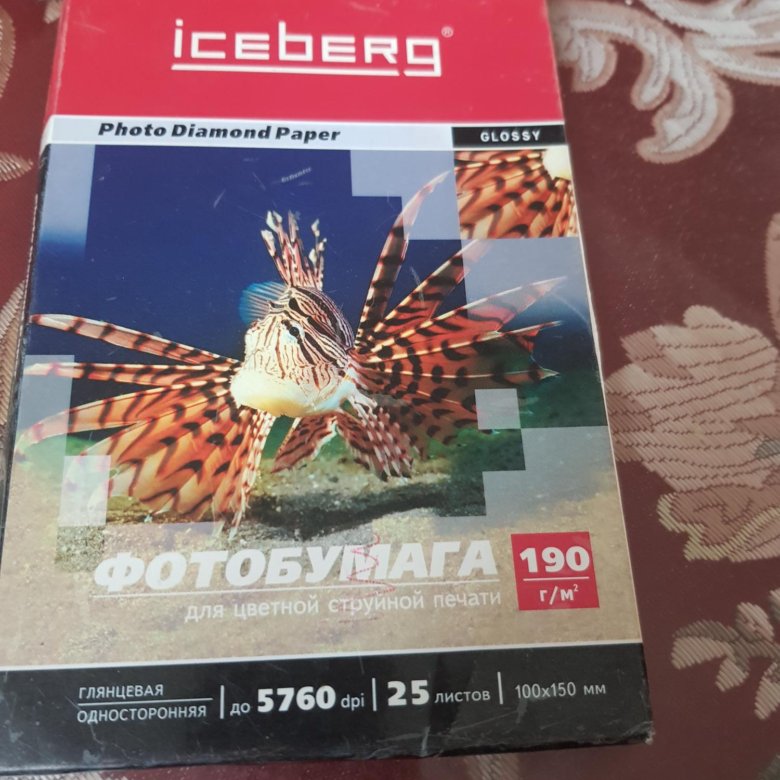 iceberg®
Photo Diamond Paper
GLOSSY
ФОТОБУМАГА
для цветной струйной печати
190
г/м²
ГЛЯНЦЕВАЯ
ОДНОСТОРОННЯЯ
до 5760 dpi
25 листов
100x150 мм